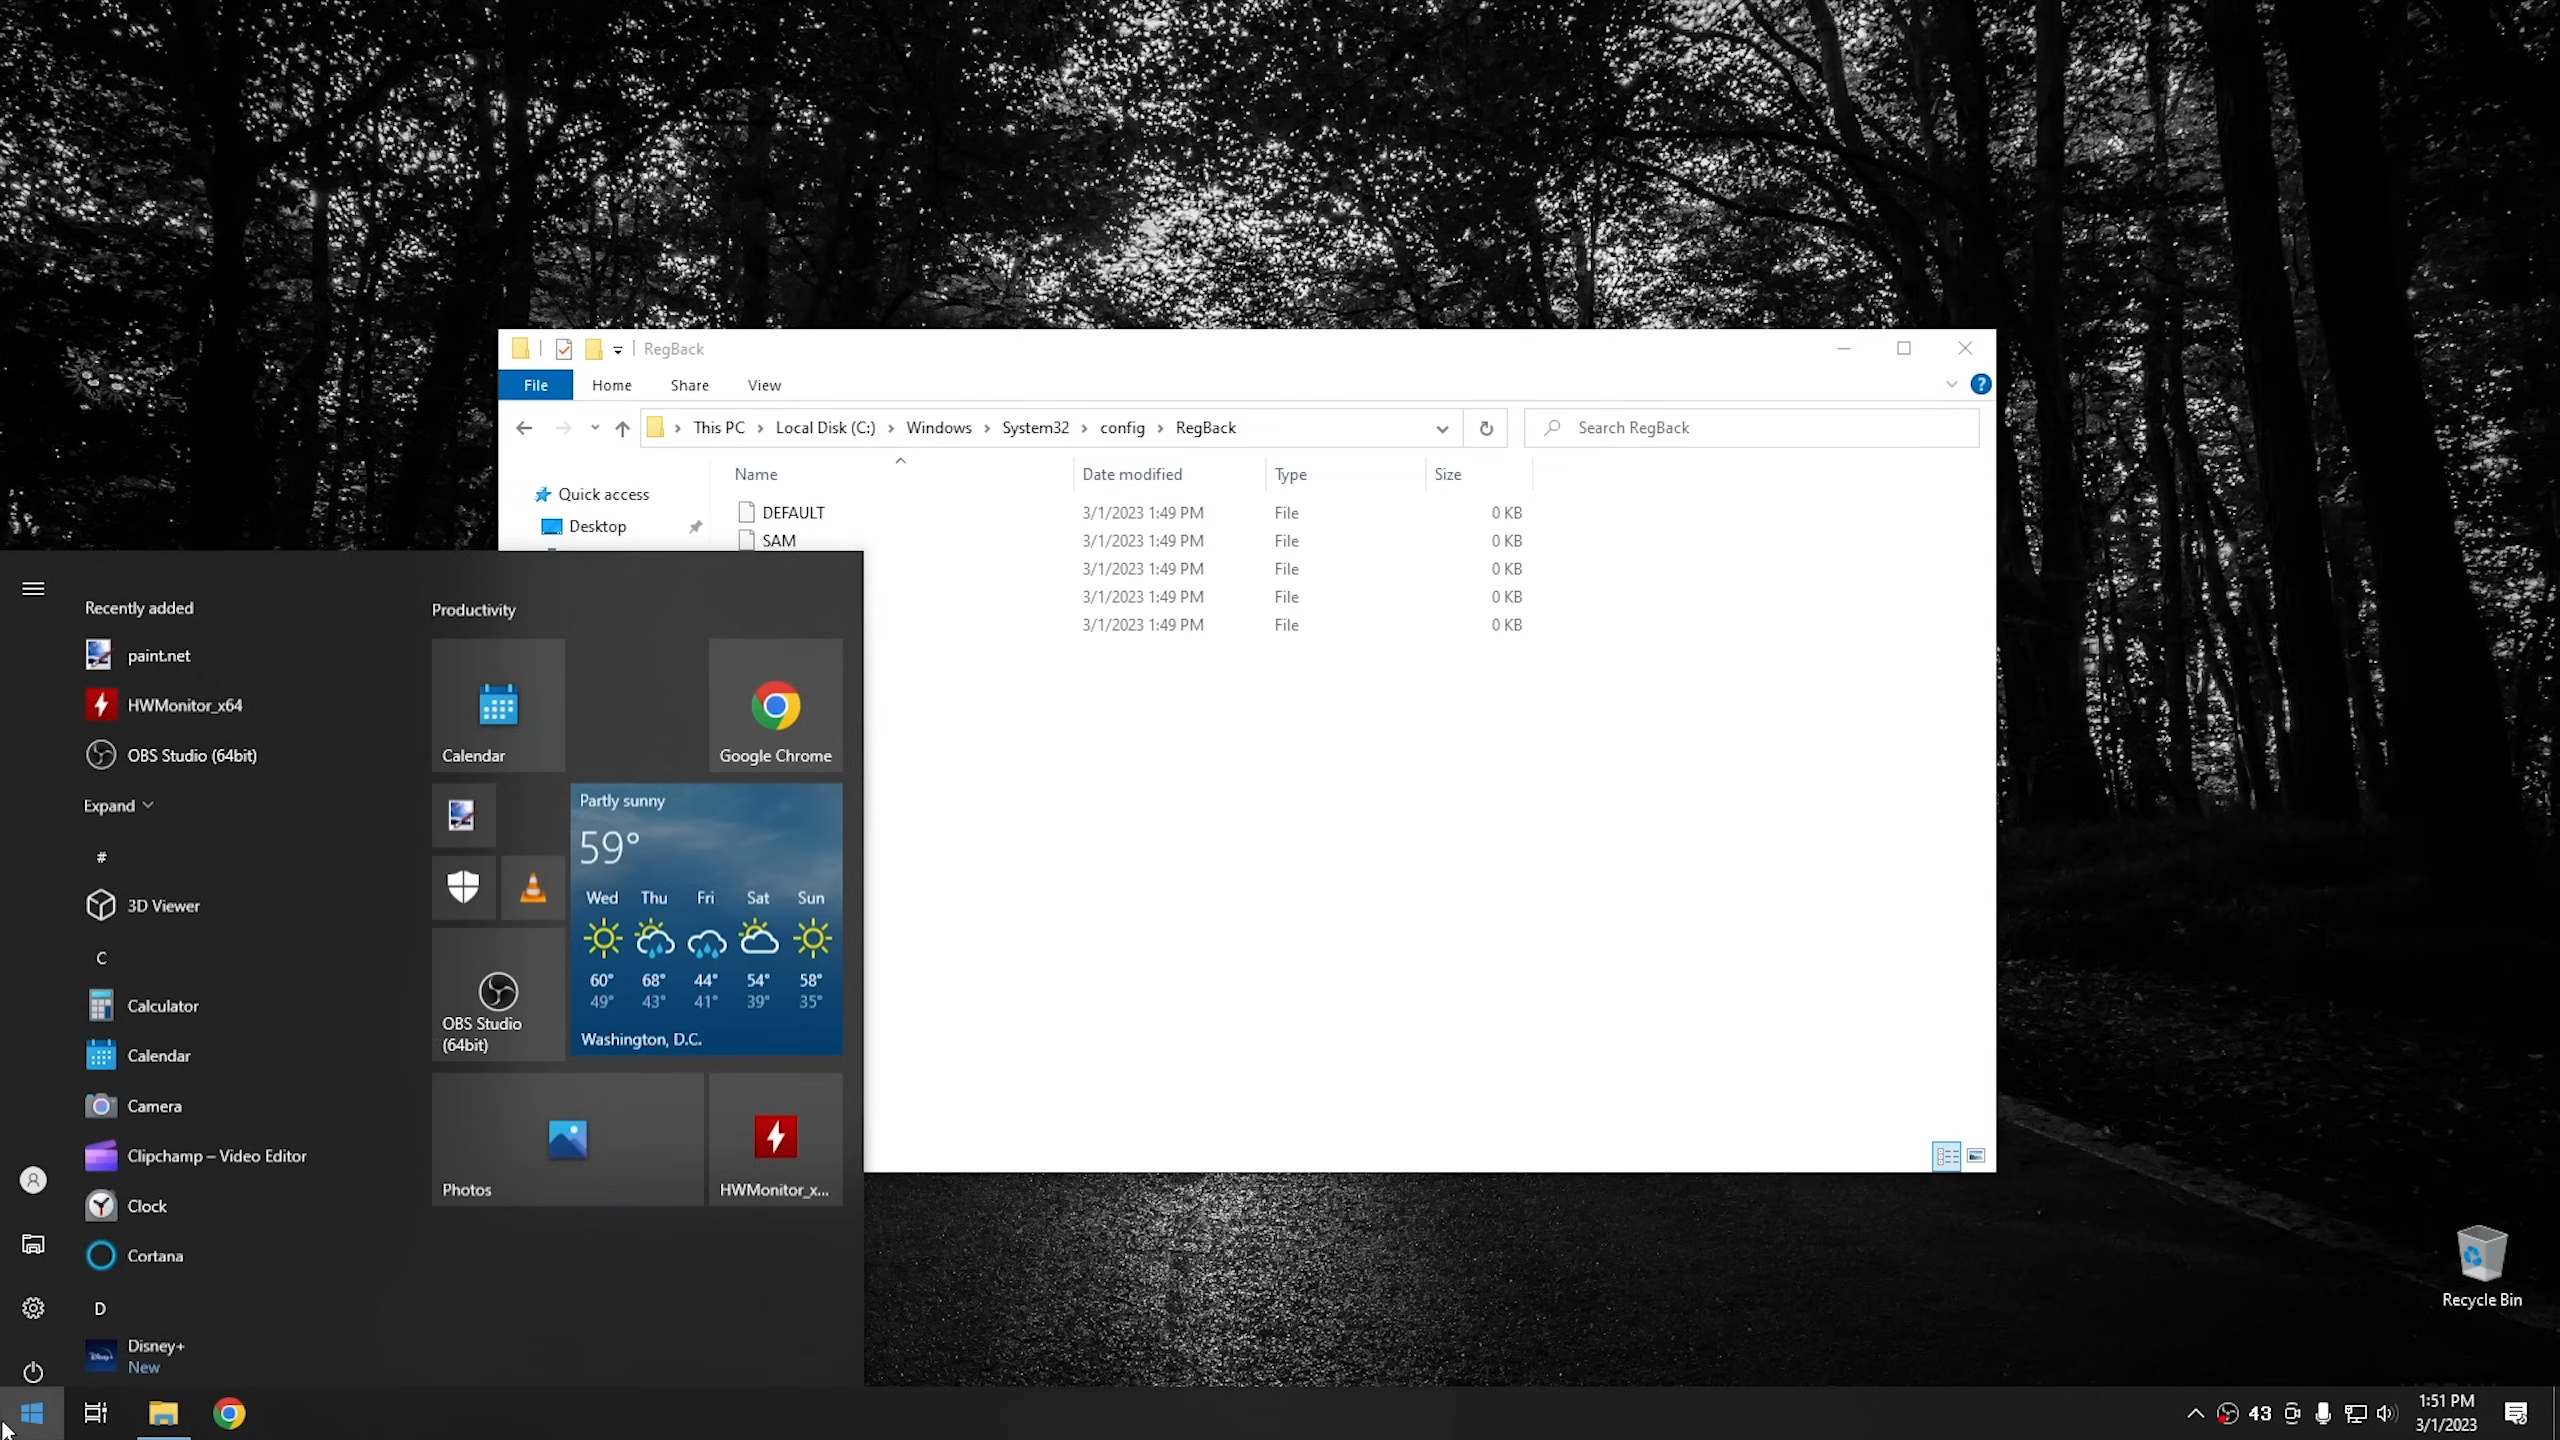 RegBack
File
Home
Share
View
This PC
Local Disk (C:)
Windows
System32
config
RegBack
Search RegBack
Quick access
Desktop
Name
Date modified
Type
Size
DEFAULT
3/1/2023 1:49 PM
File
0 KB
SAM
3/1/2023 1:49 PM
File
0 KB
3/1/2023 1:49 PM
File
0 KB
3/1/2023 1:49 PM
File
0 KB
3/1/2023 1:49 PM
File
0 KB
Recently added
paint.net
HWMonitor_x64
OBS Studio (64bit)
Expand
#
3D Viewer
C
Calculator
Calendar
Camera
Clipchamp – Video Editor
Clock
Cortana
D
Disney+
New
Productivity
Calendar
Google Chrome
Partly sunny
59°
Wed Thu Fri Sat Sun
60° 68° 44° 54° 58°
49° 43° 41° 39° 35°
Washington, D.C.
OBS Studio
(64bit)
Photos
HWMonitor_x...
Recycle Bin
43
1:51 PM
3/1/2023